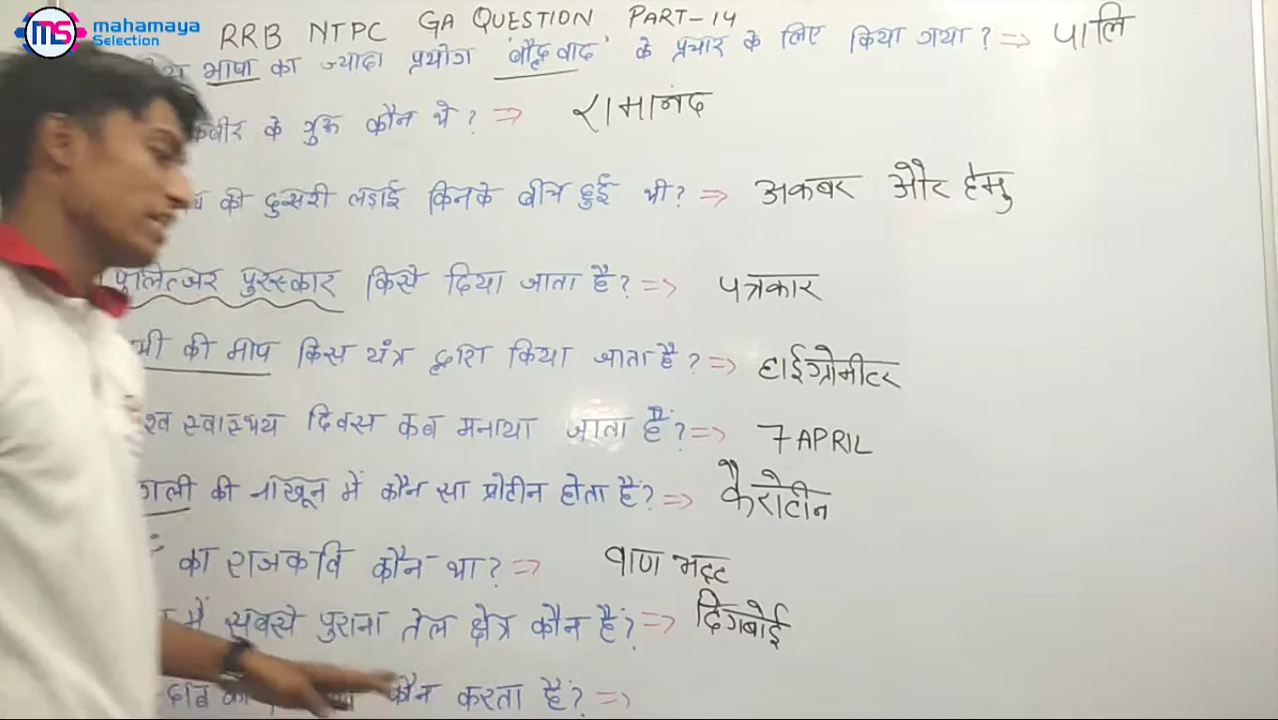 mahamaya
Selection
RRB NTPC GA QUESTION PART-14
भाषा का ज्यादा प्रयोग 'बौद्धवाद' के प्रचार के लिए किया गया? => पालि
कबीर के गुरु कौन थे? => रामानंद
की दुसरी लड़ाई किनके बीच हुई थी? => अकबर और हेमु
पुलित्जर पुरस्कार किसे दिया जाता है? => पत्रकार
की माप किस यंत्र द्वारा किया जाता है? => हाईग्रोमीटर
स्वास्थय दिवस कब मनाया जाता है? => 7 APRIL
की नाखून में कौन सा प्रोटीन होता है? => कैरोटीन
का राजकवि कौन था? => वाण भट्ट
में सबसे पुराना तेल क्षेत्र कौन है? => दिगबोई
कौन करता है? =>